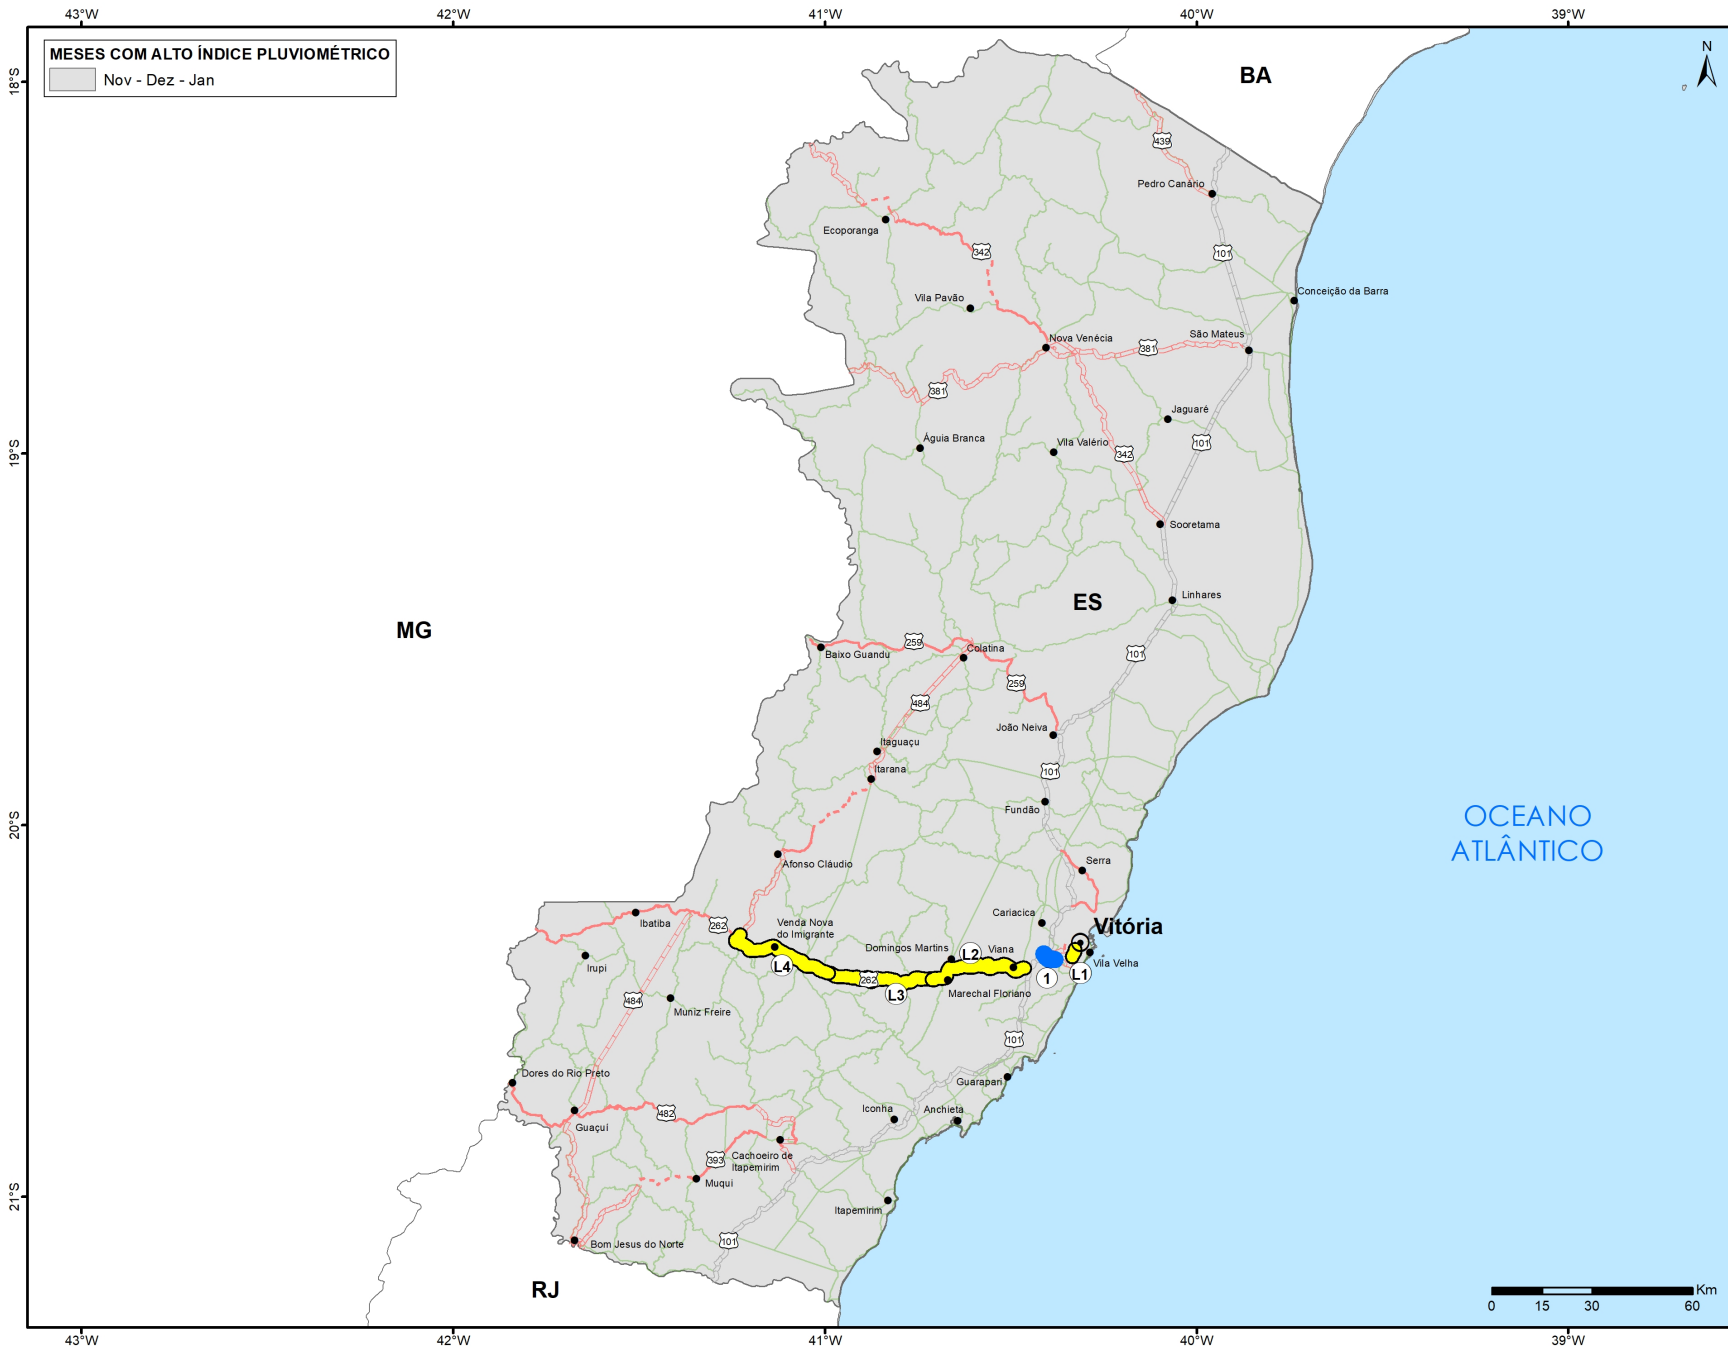 43°W
42°W
41°W
40°W
39°W
MESES COM ALTO ÍNDICE PLUVIOMÉTRICO
Nov - Dez - Jan
N
18°S
BA
439
Pedro Canário
Ecoporanga
342
101
Conceição da Barra
Vila Pavão
São Mateus
Nova Venécia
381
381
Jaguaré
Águia Branca
Vila Valério
101
19°S
342
Sooretama
ES
Linhares
MG
259
Colatina
Baixo Guandu
101
259
484
João Neiva
Itaguaçu
Itarana
101
Fundão
OCEANO
ATLÂNTICO
20°S
Afonso Cláudio
Serra
Cariacica
Ibatiba
262
Venda Nova
do Imigrante
Vitória
Domingos Martins
L2
Viana
Vila Velha
Irupi
L4
262
L3
1
L1
Marechal Floriano
484
Muniz Freire
101
Dores do Rio Preto
Guarapari
482
Iconha
Anchieta
Guaçuí
393
Cachoeiro de
Itapemirim
Muqui
21°S
Itapemirim
101
Bom Jesus do Norte
RJ
Km
0
15
30
60
43°W
42°W
41°W
40°W
39°W